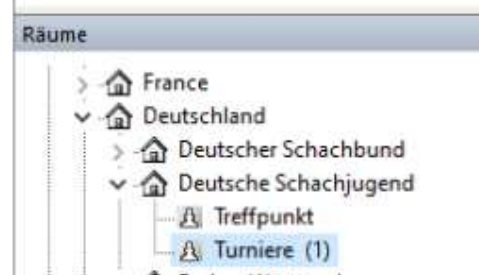 Räume
France
Deutschland
Deutscher Schachbund
Deutsche Schachjugend
Treffpunkt
Turniere (1)